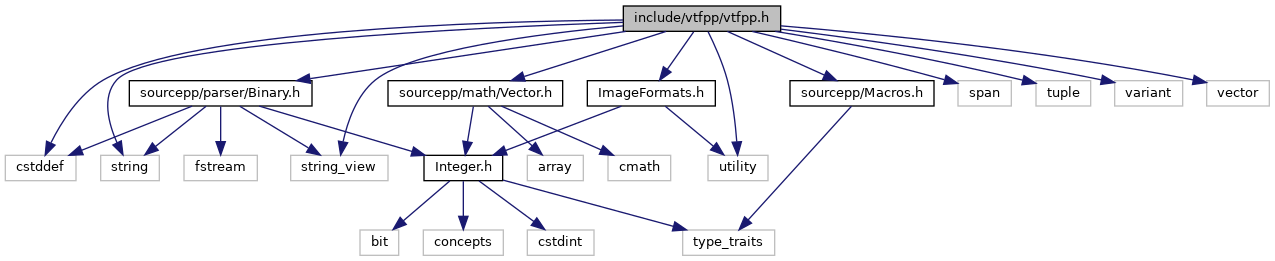 include/vtfpp/vtfpp.h
sourcepp/parser/Binary.h
sourcepp/math/Vector.h
ImageFormats.h
sourcepp/Macros.h
span
tuple
variant
vector
cstddef
string
fstream
string_view
Integer.h
array
cmath
utility
bit
concepts
cstdint
type_traits